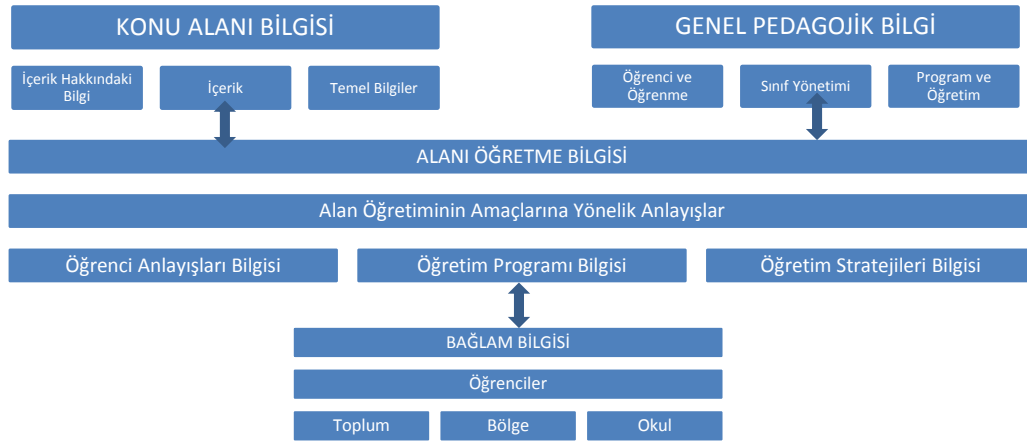 KONU ALANI BİLGİSİ
GENEL PEDAGOJİK BİLGİ
İçerik Hakkındaki
Bilgi
İçerik
Temel Bilgiler
Öğrenci ve
Öğrenme
Sınıf Yönetimi
Program ve
Öğretim
ALANI ÖĞRETME BİLGİSİ
Alan Öğretiminin Amaçlarına Yönelik Anlayışlar
Öğrenci Anlayışları Bilgisi
Öğretim Programı Bilgisi
Öğretim Stratejileri Bilgisi
BAĞLAM BİLGİSİ
Öğrenciler
Toplum
Bölge
Okul